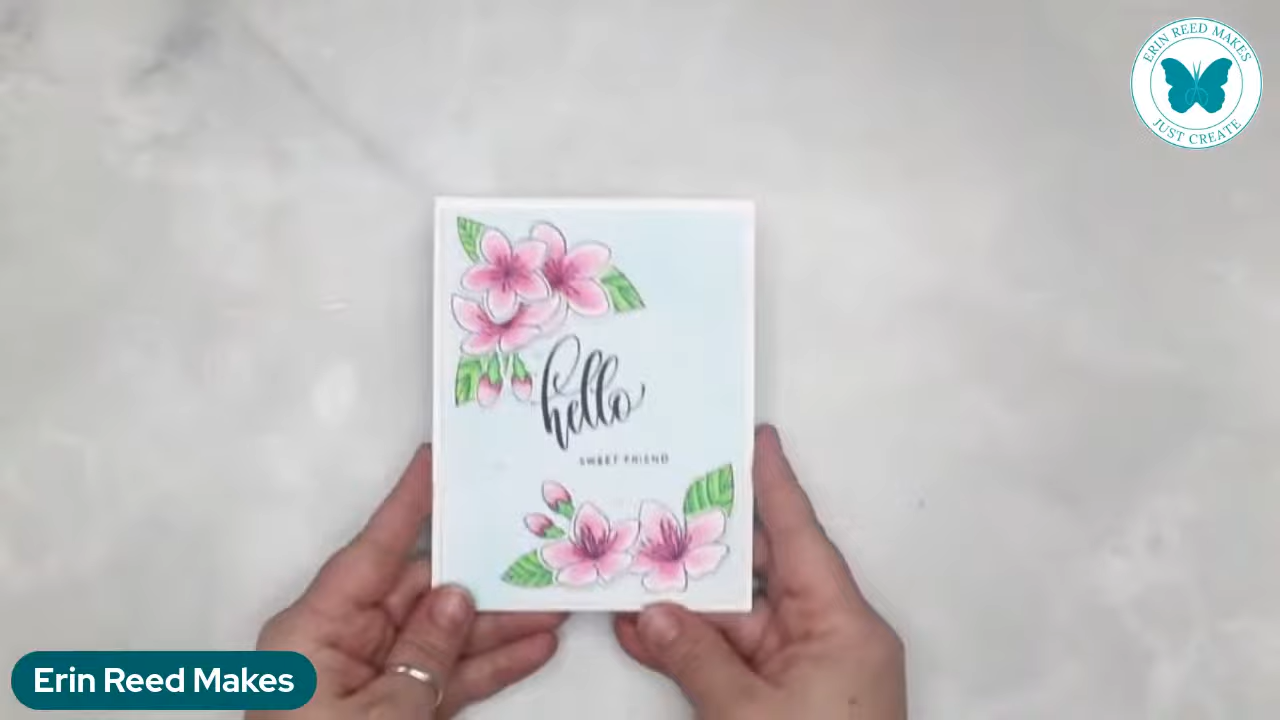 ERIN REED MAKES
JUST CREATE
hello
SWEET FRIEND
Erin Reed Makes